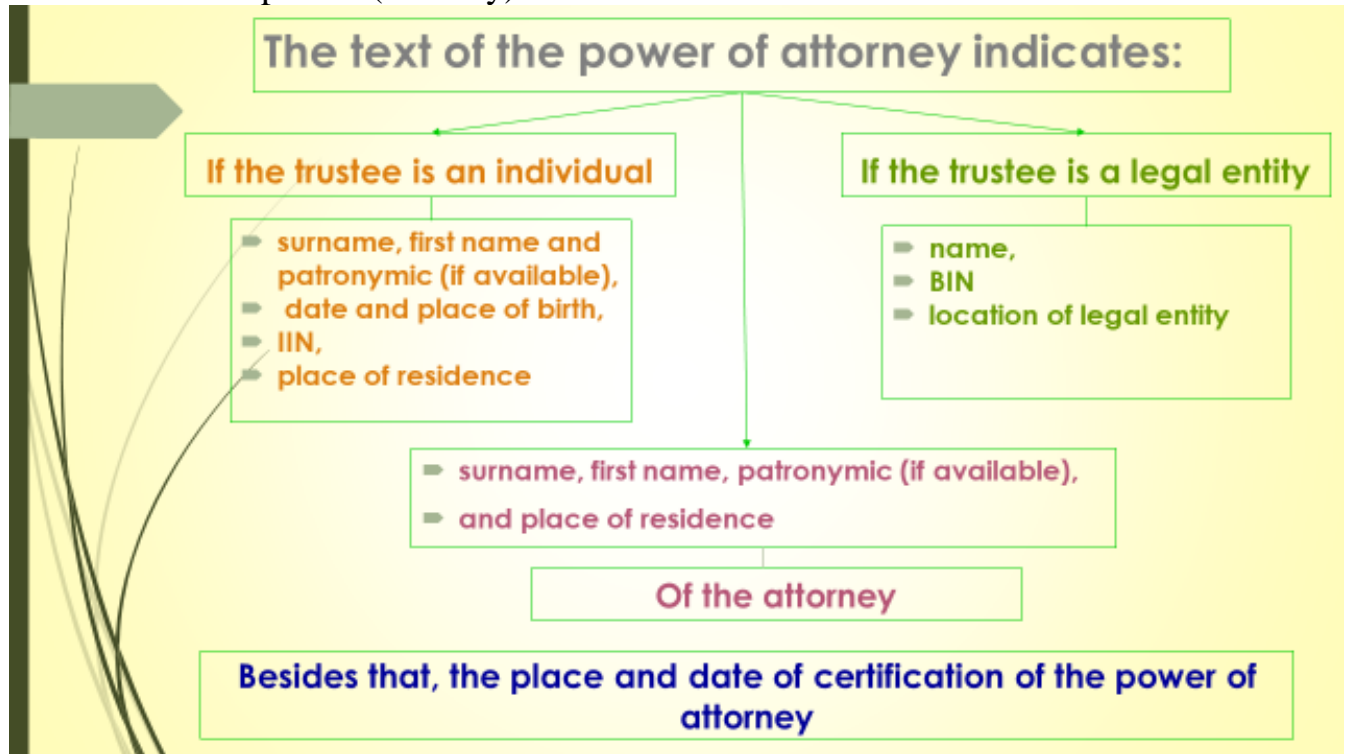 The text of the power of attorney indicates:
If the trustee is an individual
surname, first name and
patronymic (if available),
date and place of birth,
IIN,
place of residence
If the trustee is a legal entity
name,
BIN
location of legal entity
surname, first name, patronymic (if available),
and place of residence
Of the attorney
Besides that, the place and date of certification of the power of
attorney